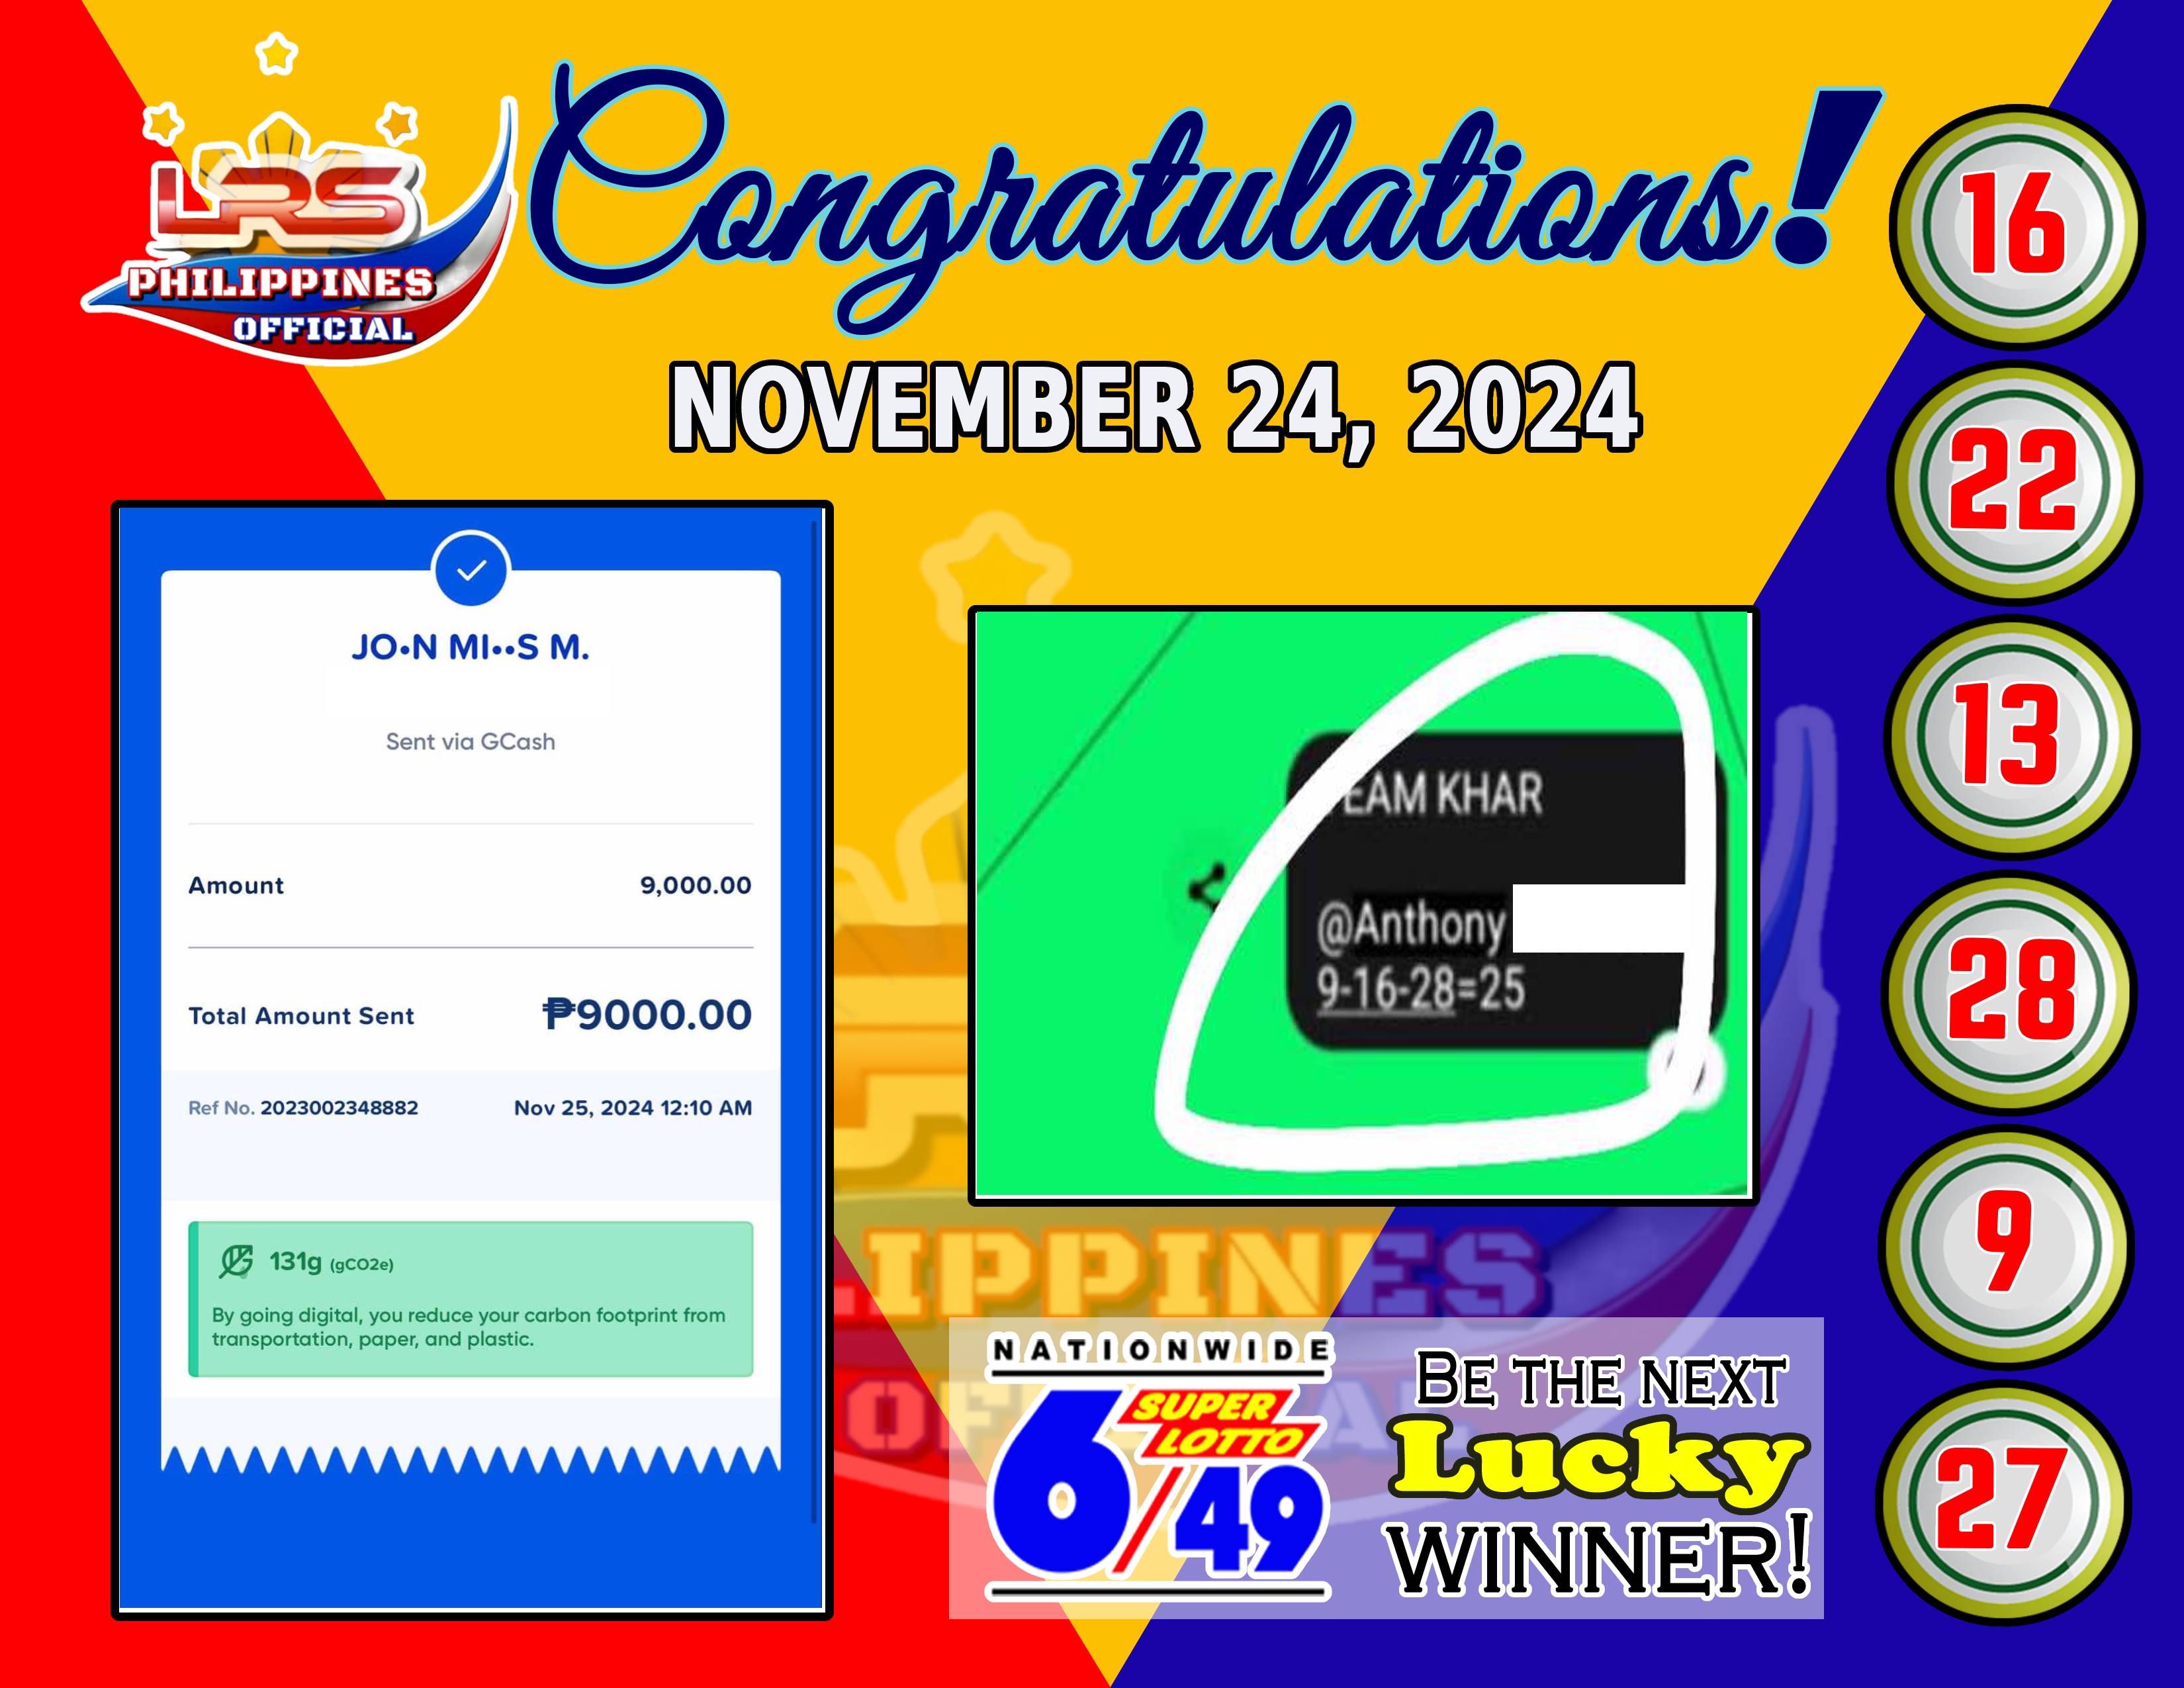 LRS
PHILIPPINES
OFFICIAL
Congratulations!
NOVEMBER 24, 2024
JO•N MI••S M.
Sent via GCash
Amount 9,000.00
Total Amount Sent ₱9000.00
Ref No. 2023002348882 Nov 25, 2024 12:10 AM
131g (gCO2e)
By going digital, you reduce your carbon footprint from
transportation, paper, and plastic.
EAM KHAR
@Anthony
9-16-28=25
LIPPINES
NATIONWIDE
SUPER
LOTTO
6/49
BE THE NEXT
Lucky
WINNER!
16
22
13
28
9
27